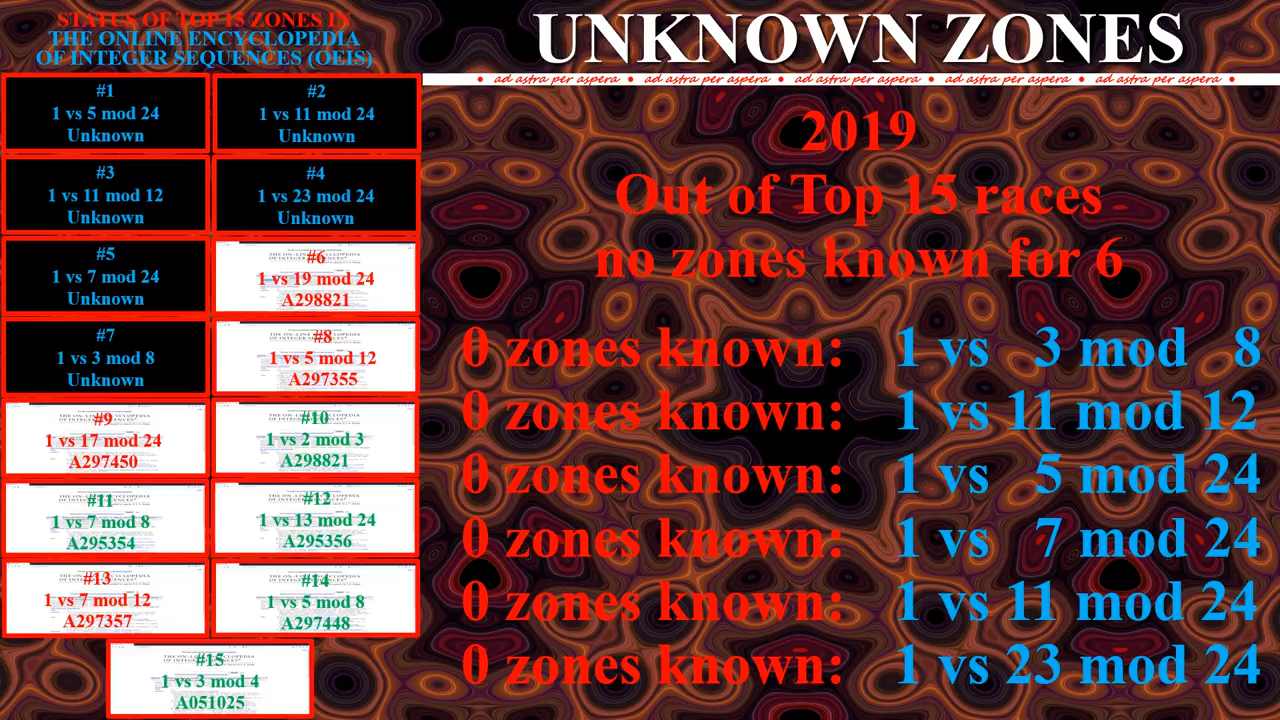 STATUS OF TOP 15 ZONES IN
THE ONLINE ENCYCLOPEDIA
OF INTEGER SEQUENCES (OEIS)
#1
1 vs 5 mod 24
Unknown
#2
1 vs 11 mod 24
Unknown
#3
1 vs 11 mod 12
Unknown
#4
1 vs 23 mod 24
Unknown
#5
1 vs 7 mod 24
Unknown
#6
1 vs 19 mod 24
A298821
#7
1 vs 3 mod 8
Unknown
#8
1 vs 5 mod 12
A297355
#9
1 vs 17 mod 24
A297450
#10
1 vs 2 mod 3
A298821
#11
1 vs 7 mod 8
A295354
#12
1 vs 13 mod 24
A295356
#13
1 vs 7 mod 12
A297357
#14
1 vs 5 mod 8
A297448
#15
1 vs 3 mod 4
A051025
UNKNOWN ZONES
• ad astra per aspera • ad astra per aspera • ad astra per aspera • ad astra per aspera • ad astra per aspera •
2019
Out of Top 15 races
no zones known for 6
0 zones known: 1 vs 3 mod 8
0 zones known: 1 vs 11 mod 12
0 zones known: 1 vs 5 mod 24
0 zones known: 1 vs 7 mod 24
0 zones known: 1 vs 11 mod 24
0 zones known: 1 vs 23 mod 24